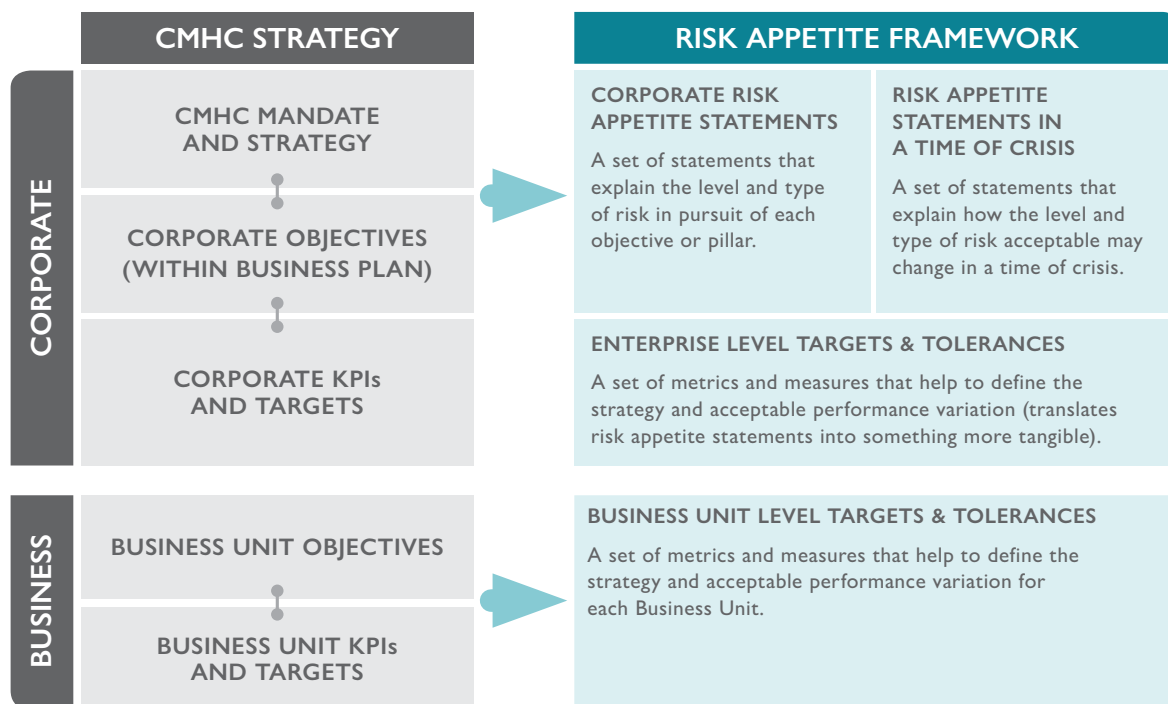 CMHC STRATEGY
RISK APPETITE FRAMEWORK
CORPORATE
CMHC MANDATE
AND STRATEGY
CORPORATE OBJECTIVES
(WITHIN BUSINESS PLAN)
CORPORATE KPIs
AND TARGETS
CORPORATE RISK
APPETITE STATEMENTS
A set of statements that
explain the level and type
of risk in pursuit of each
objective or pillar.
RISK APPETITE
STATEMENTS IN
A TIME OF CRISIS
A set of statements that
explain how the level and
type of risk acceptable may
change in a time of crisis.
ENTERPRISE LEVEL TARGETS & TOLERANCES
A set of metrics and measures that help to define the
strategy and acceptable performance variation (translates
risk appetite statements into something more tangible).
BUSINESS
BUSINESS UNIT OBJECTIVES
BUSINESS UNIT KPIs
AND TARGETS
BUSINESS UNIT LEVEL TARGETS & TOLERANCES
A set of metrics and measures that help to define the
strategy and acceptable performance variation for
each Business Unit.